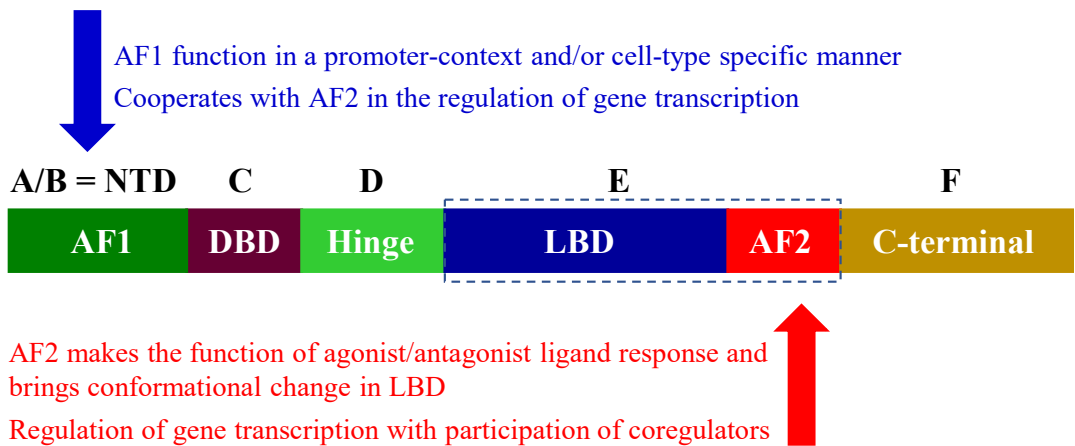 AF1 function in a promoter-context and/or cell-type specific manner
Cooperates with AF2 in the regulation of gene transcription
A/B = NTD C D E F
AF1 DBD Hinge LBD AF2 C-terminal
AF2 makes the function of agonist/antagonist ligand response and
brings conformational change in LBD
Regulation of gene transcription with participation of coregulators